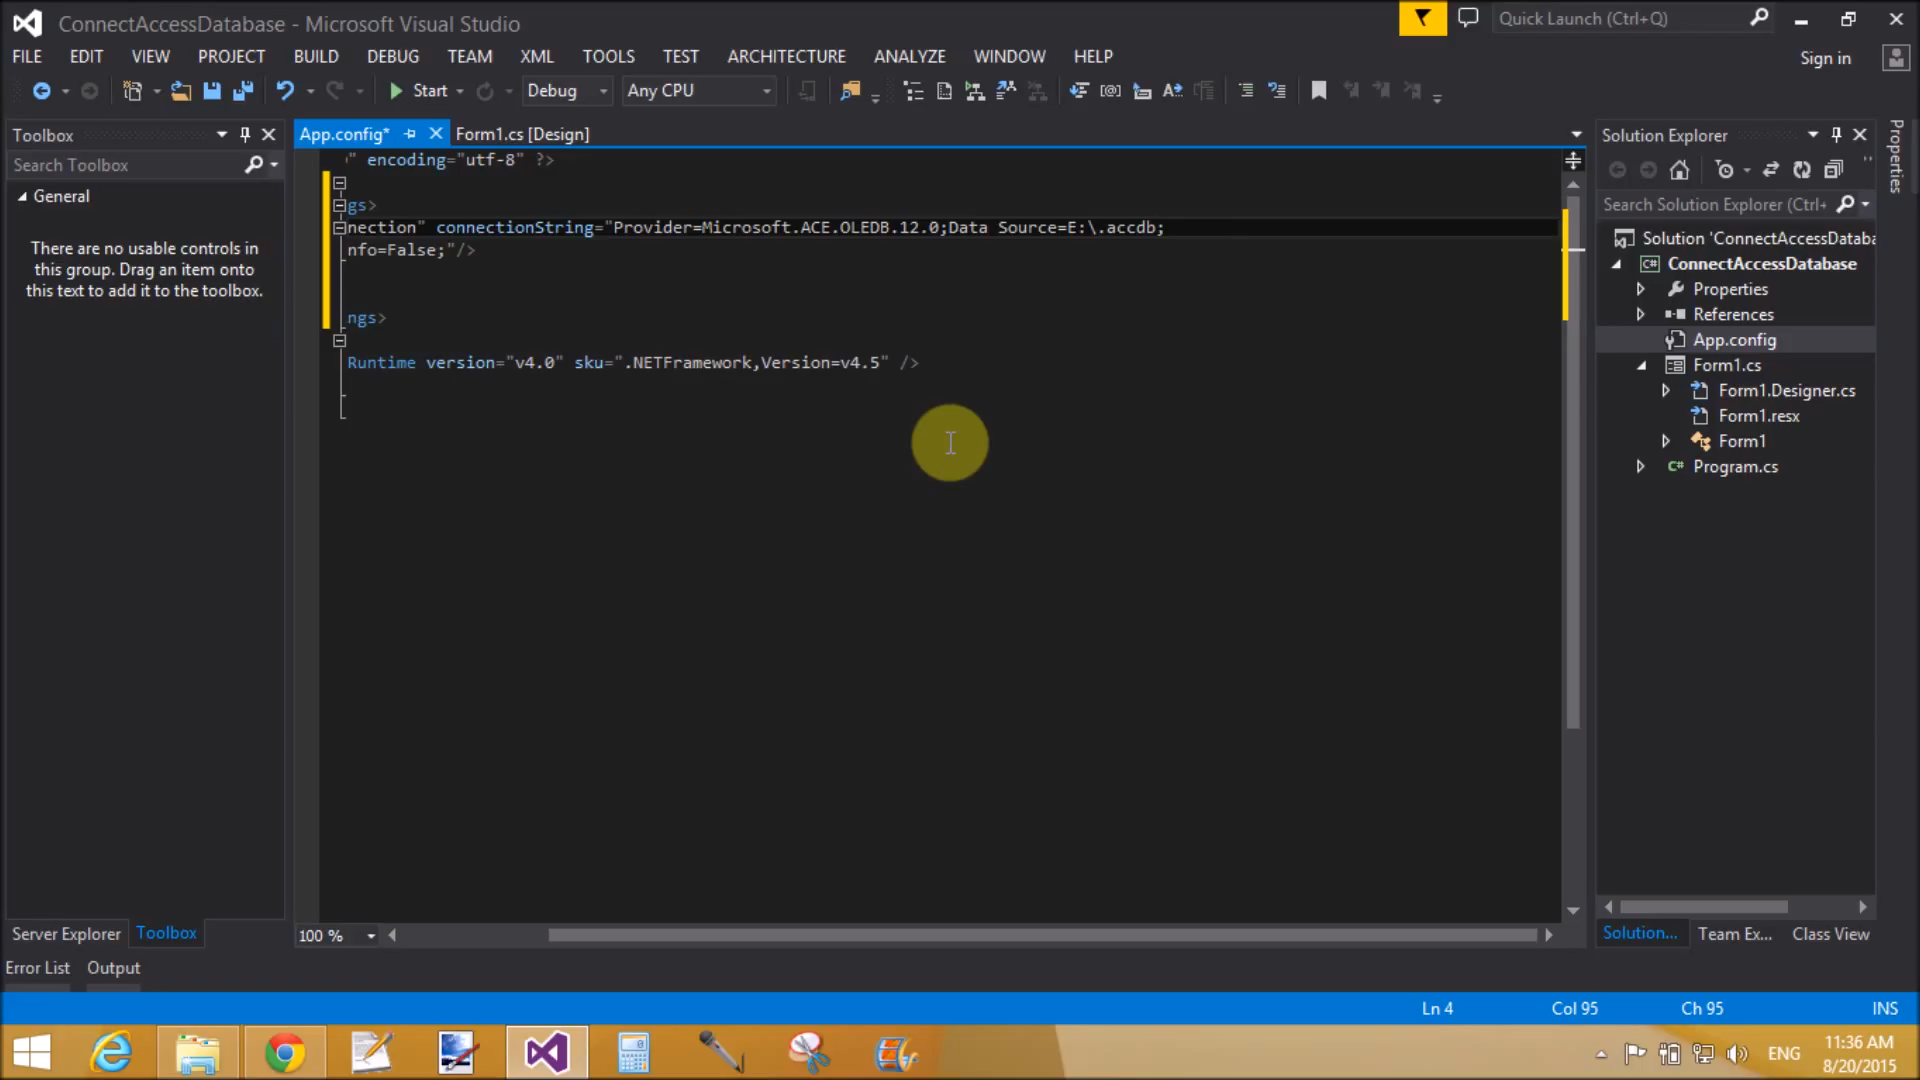 ConnectAccessDatabase - Microsoft Visual Studio
Quick Launch (Ctrl+Q)
FILE EDIT VIEW PROJECT BUILD DEBUG TEAM XML TOOLS TEST ARCHITECTURE ANALYZE WINDOW HELP
Sign in
Start Debug Any CPU
Toolbox
Search Toolbox
General
There are no usable controls in
this group. Drag an item onto
this text to add it to the toolbox.
Server Explorer Toolbox
App.config* Form1.cs [Design]
" encoding="utf-8" ?>
gs>
nection" connectionString="Provider=Microsoft.ACE.OLEDB.12.0;Data Source=E:\.accdb;
nfo=False;"/>
ngs>
Runtime version="v4.0" sku=".NETFramework,Version=v4.5" />
100 %
Solution Explorer
Search Solution Explorer (Ctrl+
Solution 'ConnectAccessDataba
ConnectAccessDatabase
Properties
References
App.config
Form1.cs
Form1.Designer.cs
Form1.resx
Form1
Program.cs
Solution... Team Ex... Class View
Properties
Error List Output
Ln 4 Col 95 Ch 95 INS
ENG
11:36 AM
8/20/2015